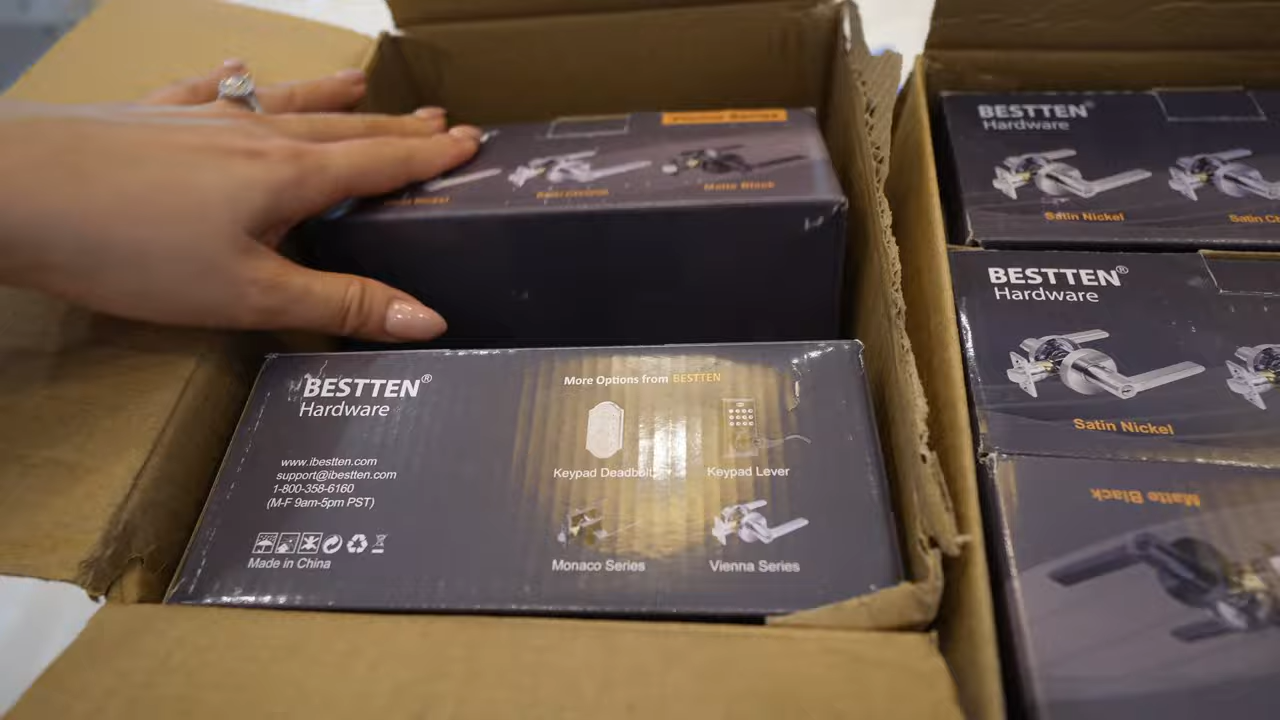 Matte Black
BESTTEN®
Hardware
www.ibestten.com
support@ibestten.com
1-800-358-6160
(M-F 9am-5pm PST)
Made in China
More Options from BESTTEN
Keypad Deadbolt
Keypad Lever
Monaco Series
Vienna Series
BESTTEN®
Hardware
Satin Nickel
Satin
BESTTEN®
Hardware
Satin Nickel
Matte Black